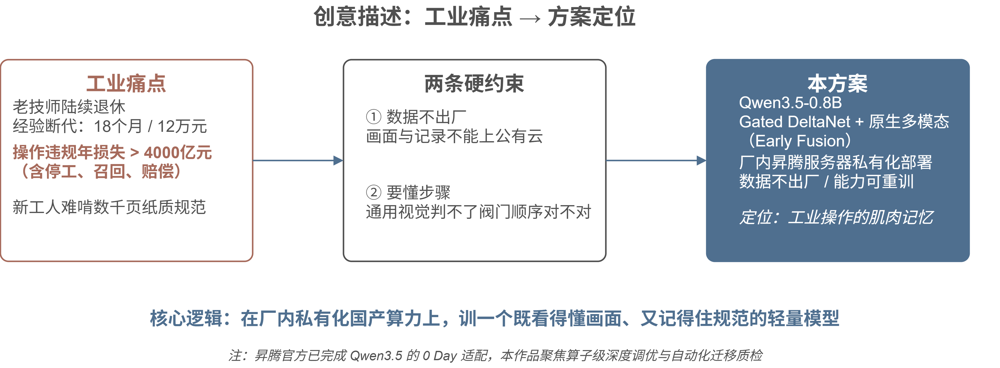 创意描述：工业痛点 → 方案定位
工业痛点
老技师陆续退休
经验断代：18个月 / 12万元
操作违规年损失 > 4000亿元
（含停工、召回、赔偿）
新工人难啃数千页纸质规范
两条硬约束
① 数据不出厂
画面与记录不能上公有云
② 要懂步骤
通用视觉判不了阀门顺序对不对
本方案
Qwen3.5-0.8B
Gated DeltaNet + 原生多模态
（Early Fusion）
厂内昇腾服务器私有化部署
数据不出厂 / 能力可重训
定位：工业操作的肌肉记忆
核心逻辑：在厂内私有化国产算力上，训一个既看得懂画面、又记得住规范的轻量模型
注：昇腾官方已完成 Qwen3.5 的 0 Day 适配，本作品聚焦算子级深度调优与自动化迁移质检